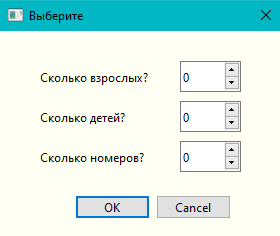 Выберите
Сколько взрослых? 0
Сколько детей? 0
Сколько номеров? 0
OK Cancel